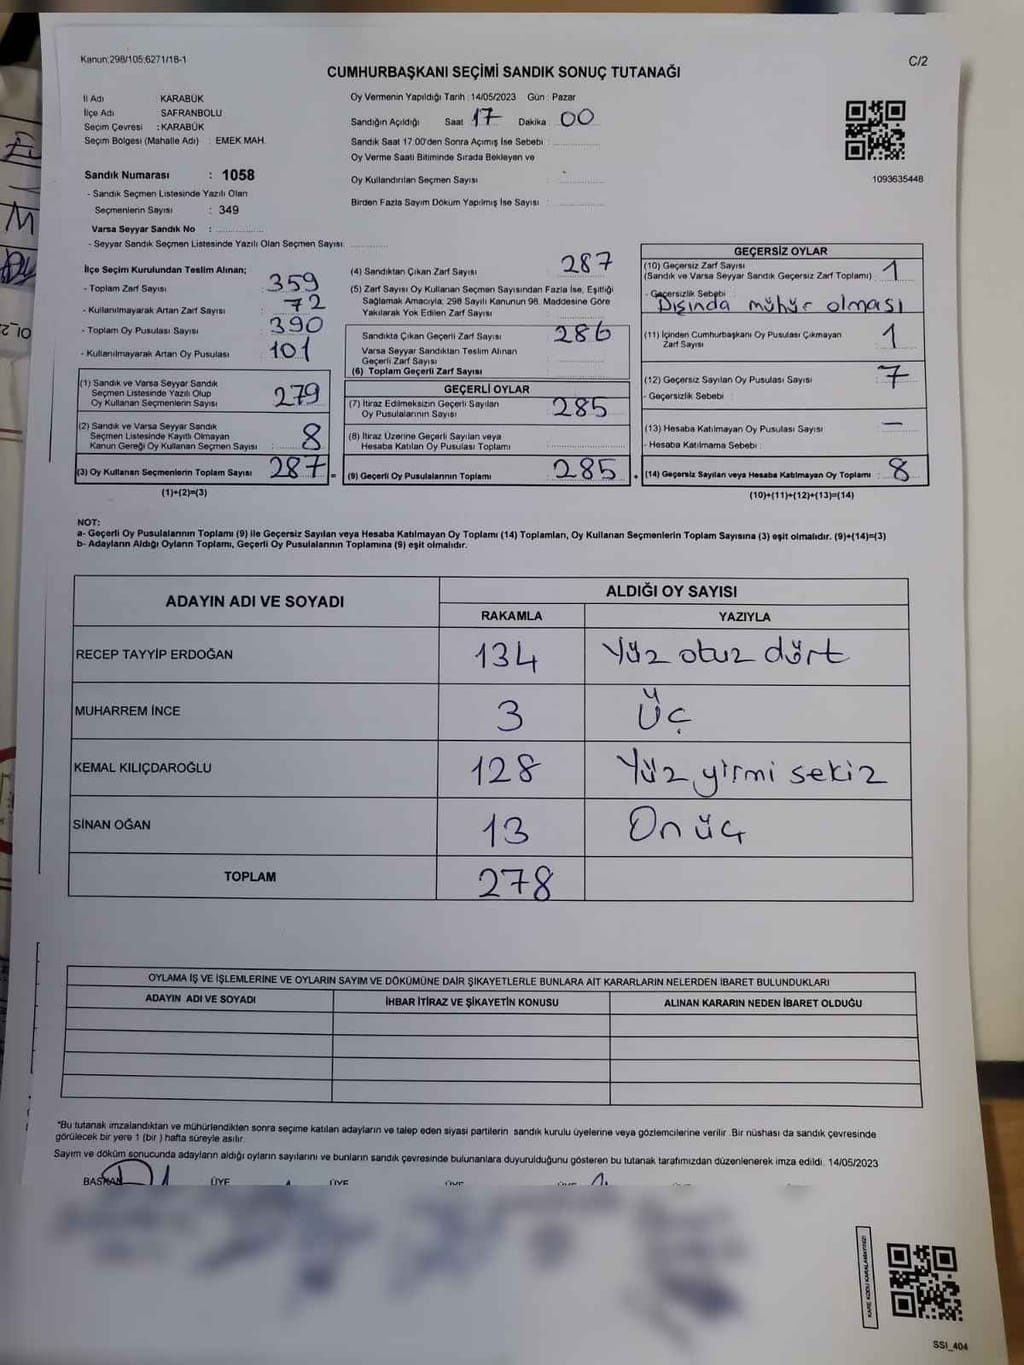 Kanun:298/105;6271/18-1
C/2
CUMHURBAŞKANI SEÇİMİ SANDIK SONUÇ TUTANAĞI
İl Adı : KARABÜK
İlçe Adı SAFRANBOLU
Seçim Çevresi : KARABÜK
Seçim Bölgesi (Mahalle Adı) : EMEK MAH.
Sandık Numarası : 1058
- Sandık Seçmen Listesinde Yazılı Olan
Seçmenlerin Sayısı : 349
Varsa Seyyar Sandık No :
- Seyyar Sandık Seçmen Listesinde Yazılı Olan Seçmen Sayısı:
Oy Vermenin Yapıldığı Tarih : 14/05/2023 Gün : Pazar
Sandığın Açıldığı Saat 17 Dakika 00
Sandık Saat 17:00'den Sonra Açımış İse Sebebi :
Oy Verme Saati Bitiminde Sırada Bekleyen ve
Oy Kullandırılan Seçmen Sayısı :
Birden Fazla Sayım Döküm Yapılmış İse Sayısı :
1093635448
İlçe Seçim Kurulundan Teslim Alınan;
- Toplam Zarf Sayısı : 359
- Kullanılmayarak Artan Zarf Sayısı : 72
- Toplam Oy Pusulası Sayısı : 390
- Kullanılmayarak Artan Oy Pusulası : 101
(1) Sandık ve Varsa Seyyar Sandık
Seçmen Listesinde Yazılı Olup
Oy Kullanan Seçmenlerin Sayısı : 279
(2) Sandık ve Varsa Seyyar Sandık
Seçmen Listesinde Kayıtlı Olmayan
Kanun Gereği Oy Kullanan Seçmen Sayısı : 8
(3) Oy Kullanan Seçmenlerin Toplam Sayısı : 287 =
(1)+(2)=(3)
(4) Sandıktan Çıkan Zarf Sayısı : 287
(5) Zarf Sayısı Oy Kullanan Seçmen Sayısından Fazla İse, Eşitliği
Sağlamak Amacıyla; 298 Sayılı Kanunun 98. Maddesine Göre
Yakılarak Yok Edilen Zarf Sayısı :
Sandıkta Çıkan Geçerli Zarf Sayısı : 286
Varsa Seyyar Sandıktan Teslim Alınan
Geçerli Zarf Sayısı :
(6) Toplam Geçerli Zarf Sayısı :
GEÇERLİ OYLAR
(7) İtiraz Edilmeksizin Geçerli Sayılan
Oy Pusulalarının Sayısı : 285
(8) İtiraz Üzerine Geçerli Sayılan veya
Hesaba Katılan Oy Pusulası Toplamı :
(9) Geçerli Oy Pusulalarının Toplamı : 285 +
GEÇERSİZ OYLAR
(10) Geçersiz Zarf Sayısı
(Sandık ve Varsa Seyyar Sandık Geçersiz Zarf Toplamı) : 1
- Geçersizlik Sebebi :
Dışında mühür olması
(11) İçinden Cumhurbaşkanı Oy Pusulası Çıkmayan
Zarf Sayısı : 1
(12) Geçersiz Sayılan Oy Pusulası Sayısı : 7
- Geçersizlik Sebebi :
(13) Hesaba Katılmayan Oy Pusulası Sayısı : —
- Hesaba Katılmama Sebebi :
(14) Geçersiz Sayılan veya Hesaba Katılmayan Oy Toplamı : 8
(10)+(11)+(12)+(13)=(14)
NOT:
a- Geçerli Oy Pusulalarının Toplamı (9) ile Geçersiz Sayılan veya Hesaba Katılmayan Oy Toplamı (14) Toplamları, Oy Kullanan Seçmenlerin Toplam Sayısına (3) eşit olmalıdır. (9)+(14)=(3)
b- Adayların Aldığı Oyların Toplamı, Geçerli Oy Pusulalarının Toplamına (9) eşit olmalıdır.
ADAYIN ADI VE SOYADI
ALDIĞI OY SAYISI
RAKAMLA YAZIYLA
RECEP TAYYİP ERDOĞAN 134 Yüz otuz dört
MUHARREM İNCE 3 Üç
KEMAL KILIÇDAROĞLU 128 Yüz yirmi sekiz
SİNAN OĞAN 13 On üç
TOPLAM 278
OYLAMA İŞ VE İŞLEMLERİNE VE OYLARIN SAYIM VE DÖKÜMÜNE DAİR ŞİKAYETLERLE BUNLARA AİT KARARLARIN NELERDEN İBARET BULUNDUKLARI
ADAYIN ADI VE SOYADI İHBAR İTİRAZ VE ŞİKAYETİN KONUSU ALINAN KARARIN NEDEN İBARET OLDUĞU
*Bu tutanak imzalandıktan ve mühürlendikten sonra seçime katılan adayların ve talep eden siyasi partilerin sandık kurulu üyelerine veya gözlemcilerine verilir. Bir nüshası da sandık çevresinde
görülecek bir yere 1 (bir ) hafta süreyle asılır.
Sayım ve döküm sonucunda adayların aldığı oyların sayılarını ve bunların sandık çevresinde bulunanlara duyurulduğunu gösteren bu tutanak tarafımızdan düzenlenerek imza edildi. 14/05/2023
BAŞKAN ÜYE ÜYE ÜYE ÜYE
KARE KODU KARALAMAYINIZ!
SSI_404